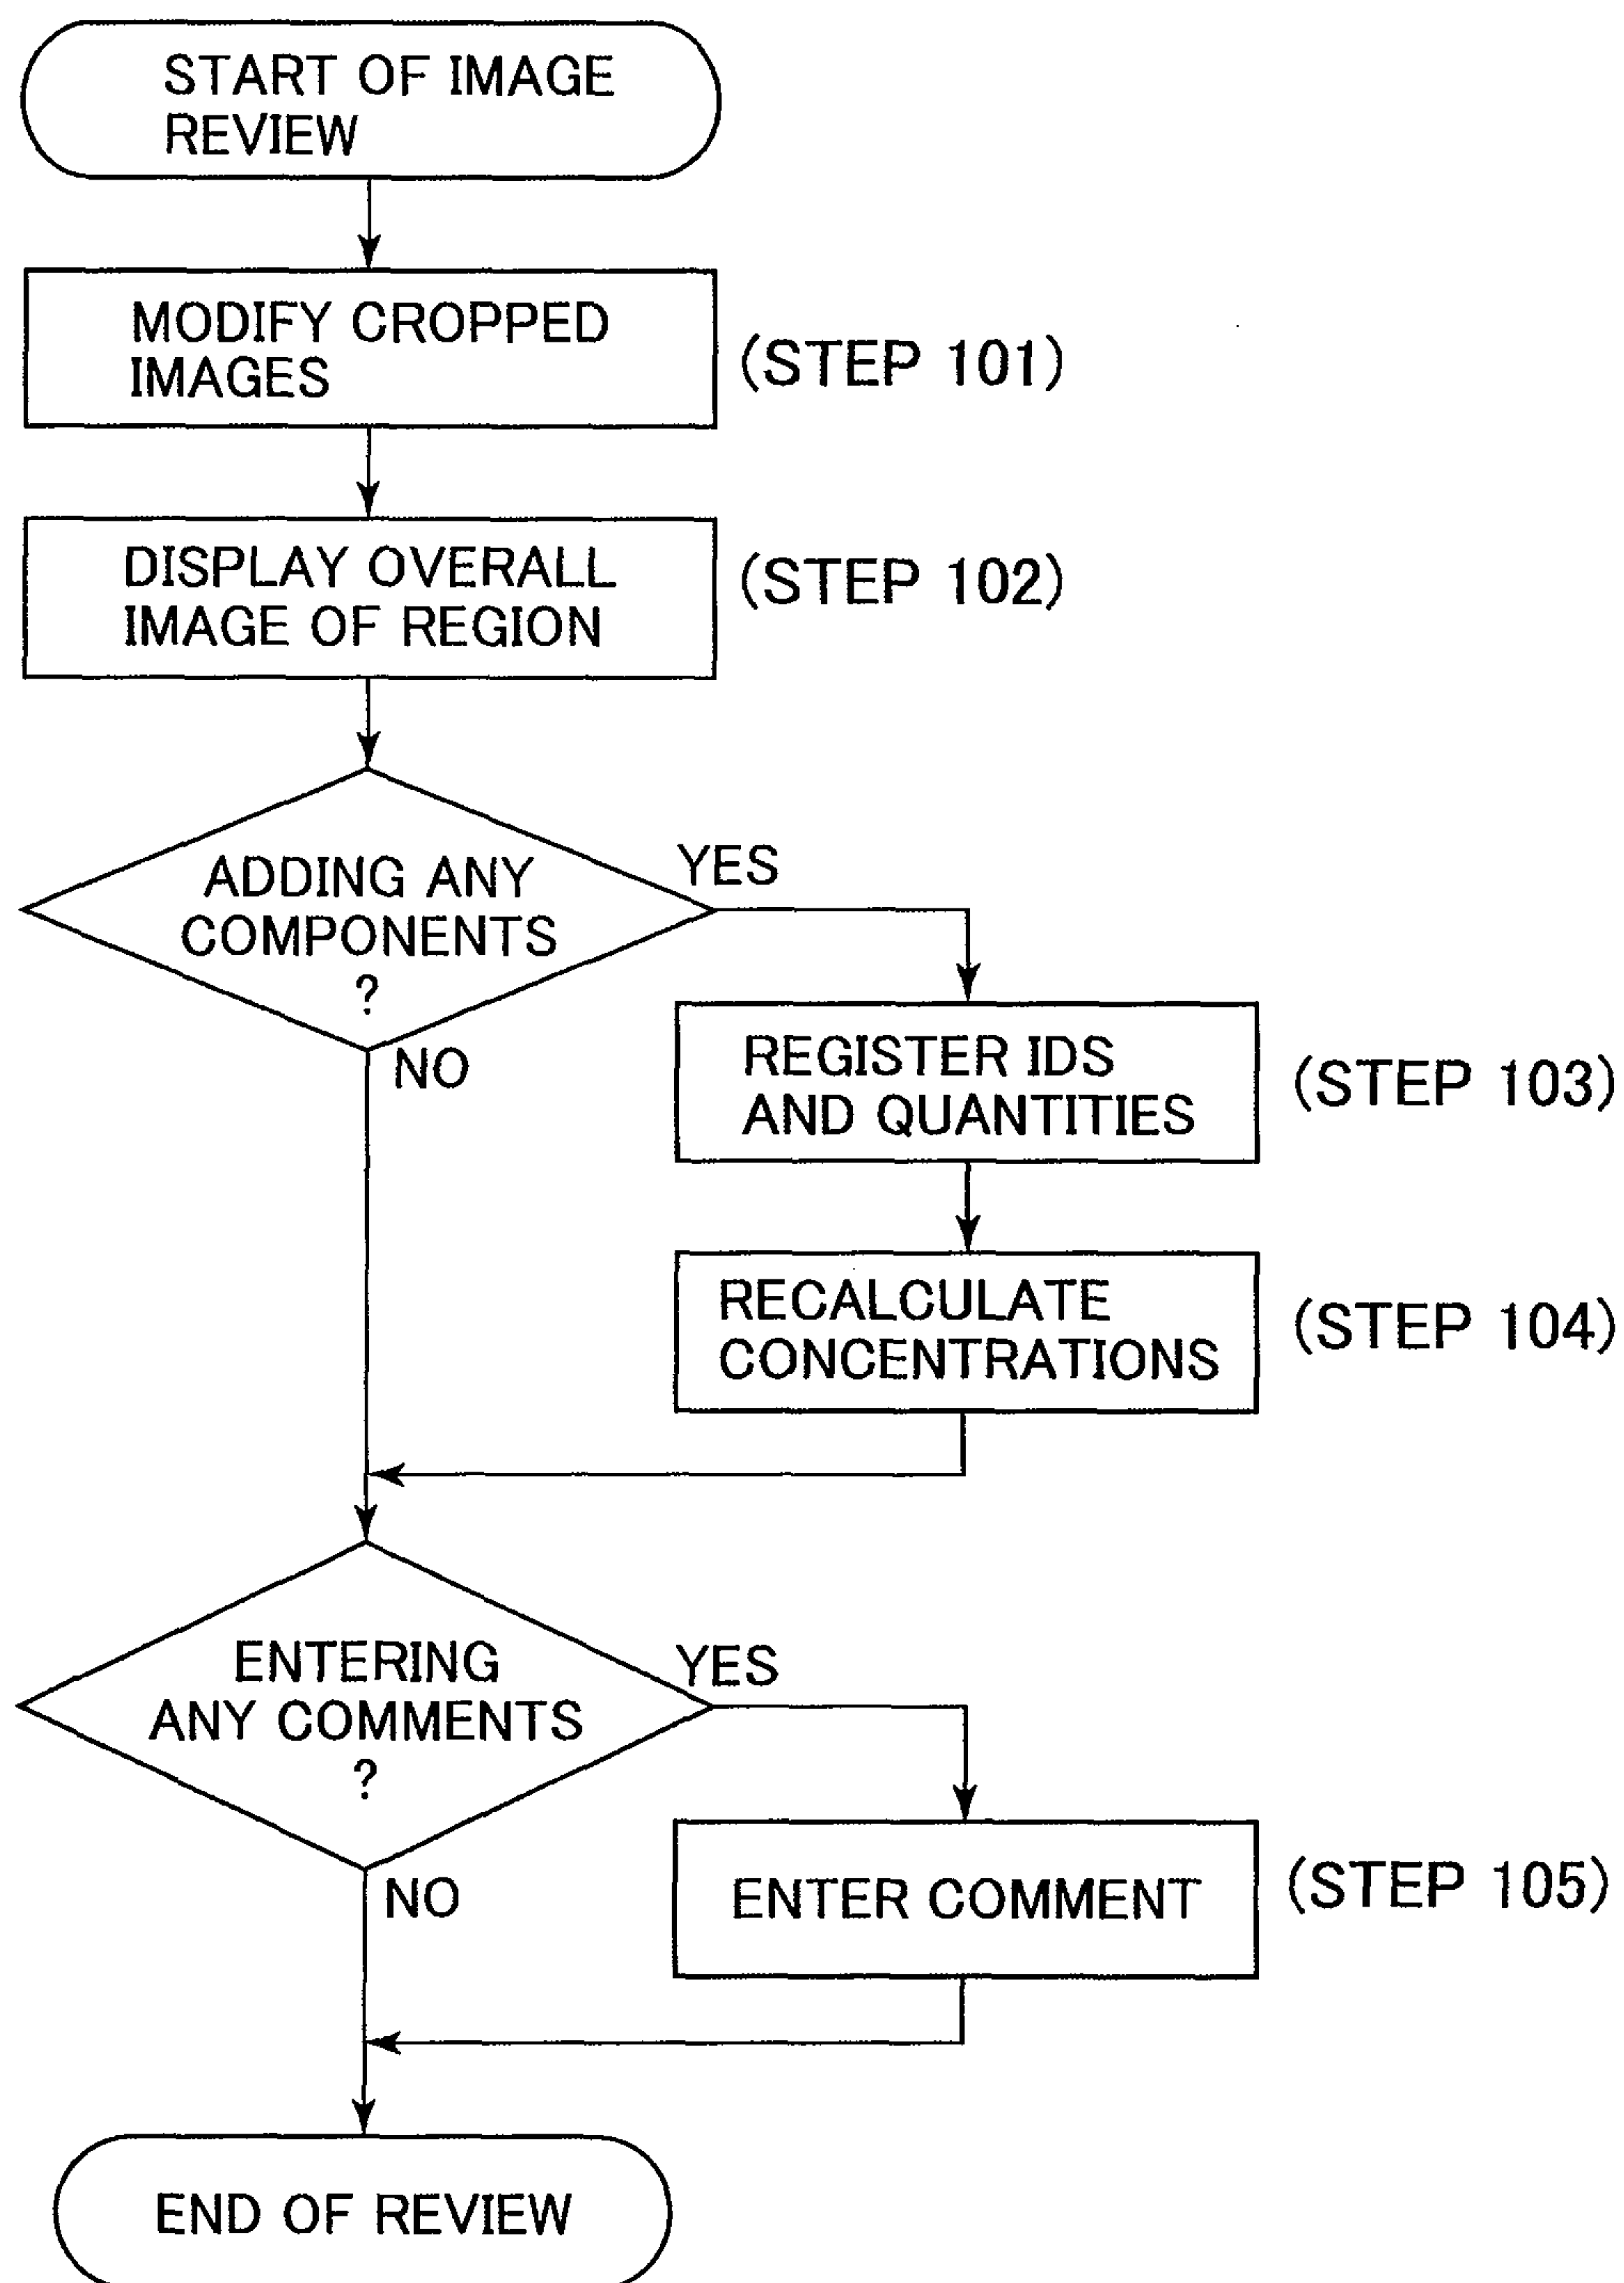 START OF IMAGE
REVIEW
MODIFY CROPPED
IMAGES
(STEP 101)
DISPLAY OVERALL
IMAGE OF REGION
(STEP 102)
ADDING ANY
COMPONENTS
?
YES
NO
REGISTER IDS
AND QUANTITIES
(STEP 103)
RECALCULATE
CONCENTRATIONS
(STEP 104)
ENTERING
ANY COMMENTS
?
YES
NO
ENTER COMMENT
(STEP 105)
END OF REVIEW